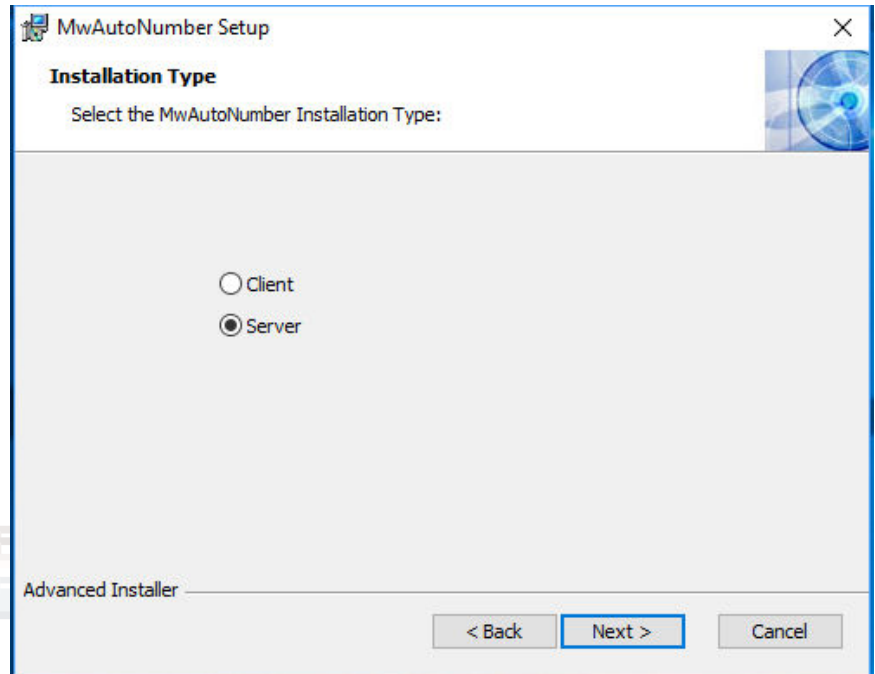 MwAutoNumber Setup
Installation Type
Select the MwAutoNumber Installation Type:
Client
Server
Advanced Installer
< Back Next > Cancel